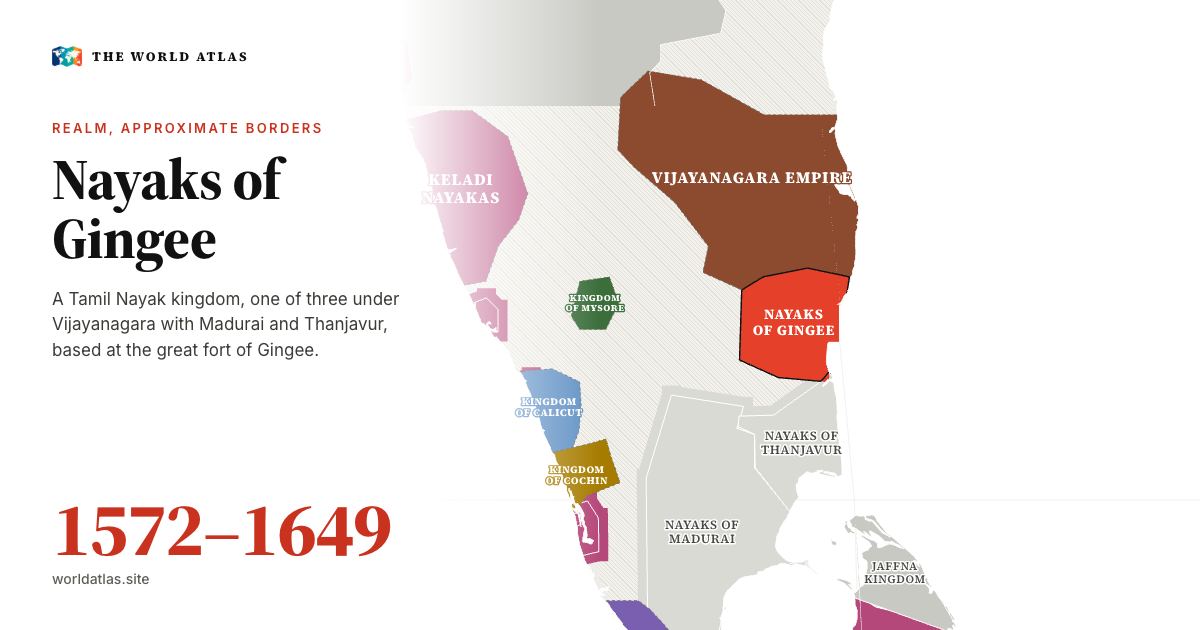 THE WORLD ATLAS
REALM, APPROXIMATE BORDERS
Nayaks of
Gingee
A Tamil Nayak kingdom, one of three under
Vijayanagara with Madurai and Thanjavur,
based at the great fort of Gingee.
1572–1649
worldatlas.site
KELADI
NAYAKAS
VIJAYANAGARA EMPIRE
KINGDOM
OF MYSORE
NAYAKS
OF GINGEE
KINGDOM
OF CALICUT
KINGDOM
OF COCHIN
NAYAKS OF
THANJAVUR
NAYAKS OF
MADURAI
JAFFNA
KINGDOM